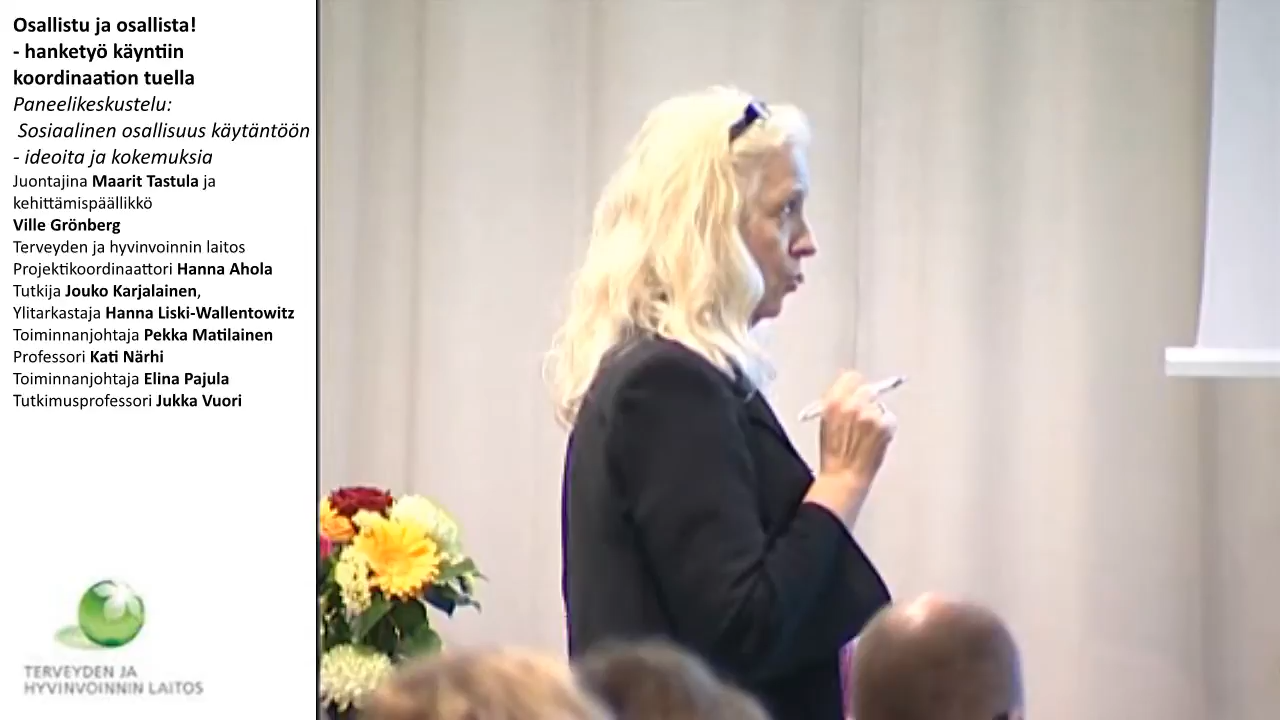 Osallistu ja osallista!
- hanketyö käyntiin
koordinaation tuella
Paneelikeskustelu:
Sosiaalinen osallisuus käytäntöön
- ideoita ja kokemuksia
Juontajina Maarit Tastula ja
kehittämispäällikkö
Ville Grönberg
Terveyden ja hyvinvoinnin laitos
Projektikoordinaattori Hanna Ahola
Tutkija Jouko Karjalainen,
Ylitarkastaja Hanna Liski-Wallentowitz
Toiminnanjohtaja Pekka Matilainen
Professori Kati Närhi
Toiminnanjohtaja Elina Pajula
Tutkimusprofessori Jukka Vuori
TERVEYDEN JA
HYVINVOINNIN LAITOS